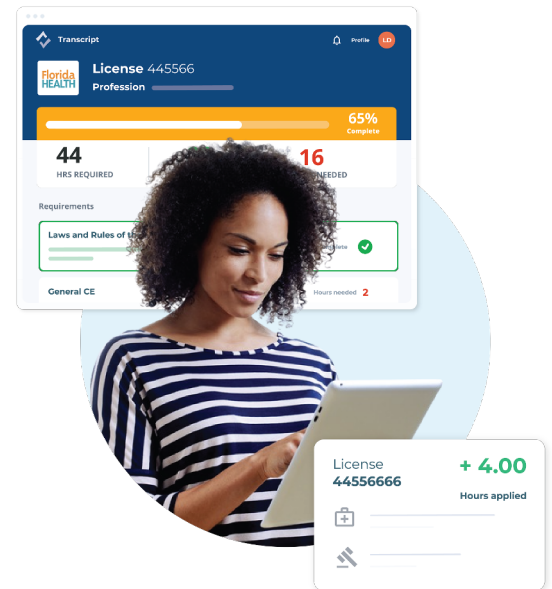 Transcript
Profile LD
Florida
HEALTH
License 445566
Profession
65%
Complete
44
HRS REQUIRED
16
NEEDED
Requirements
Laws and Rules of
General CE
Hours needed 2
License
44556666
+ 4.00
Hours applied